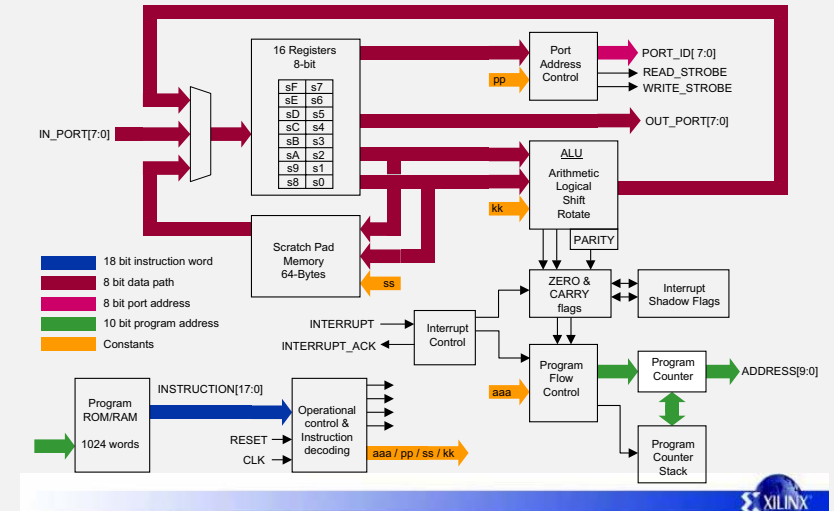 16 Registers
8-bit
sF s7
sE s6
sD s5
sC s4
sB s3
sA s2
s9 s1
s8 s0
Port
Address
Control
pp
PORT_ID[ 7:0]
READ_STROBE
WRITE_STROBE
IN_PORT[7:0]
OUT_PORT[7:0]
ALU
Arithmetic
Logical
Shift
Rotate
kk
PARITY
Scratch Pad
Memory
64-Bytes
ss
18 bit instruction word
8 bit data path
8 bit port address
10 bit program address
Constants
ZERO &
CARRY
flags
Interrupt
Shadow Flags
INTERRUPT
INTERRUPT_ACK
Interrupt
Control
Program
Flow
Control
aaa
Program
Counter
ADDRESS[9:0]
Program
Counter
Stack
Program
ROM/RAM
1024 words
INSTRUCTION[17:0]
RESET
CLK
Operational
control &
Instruction
decoding
aaa / pp / ss / kk
XILINX